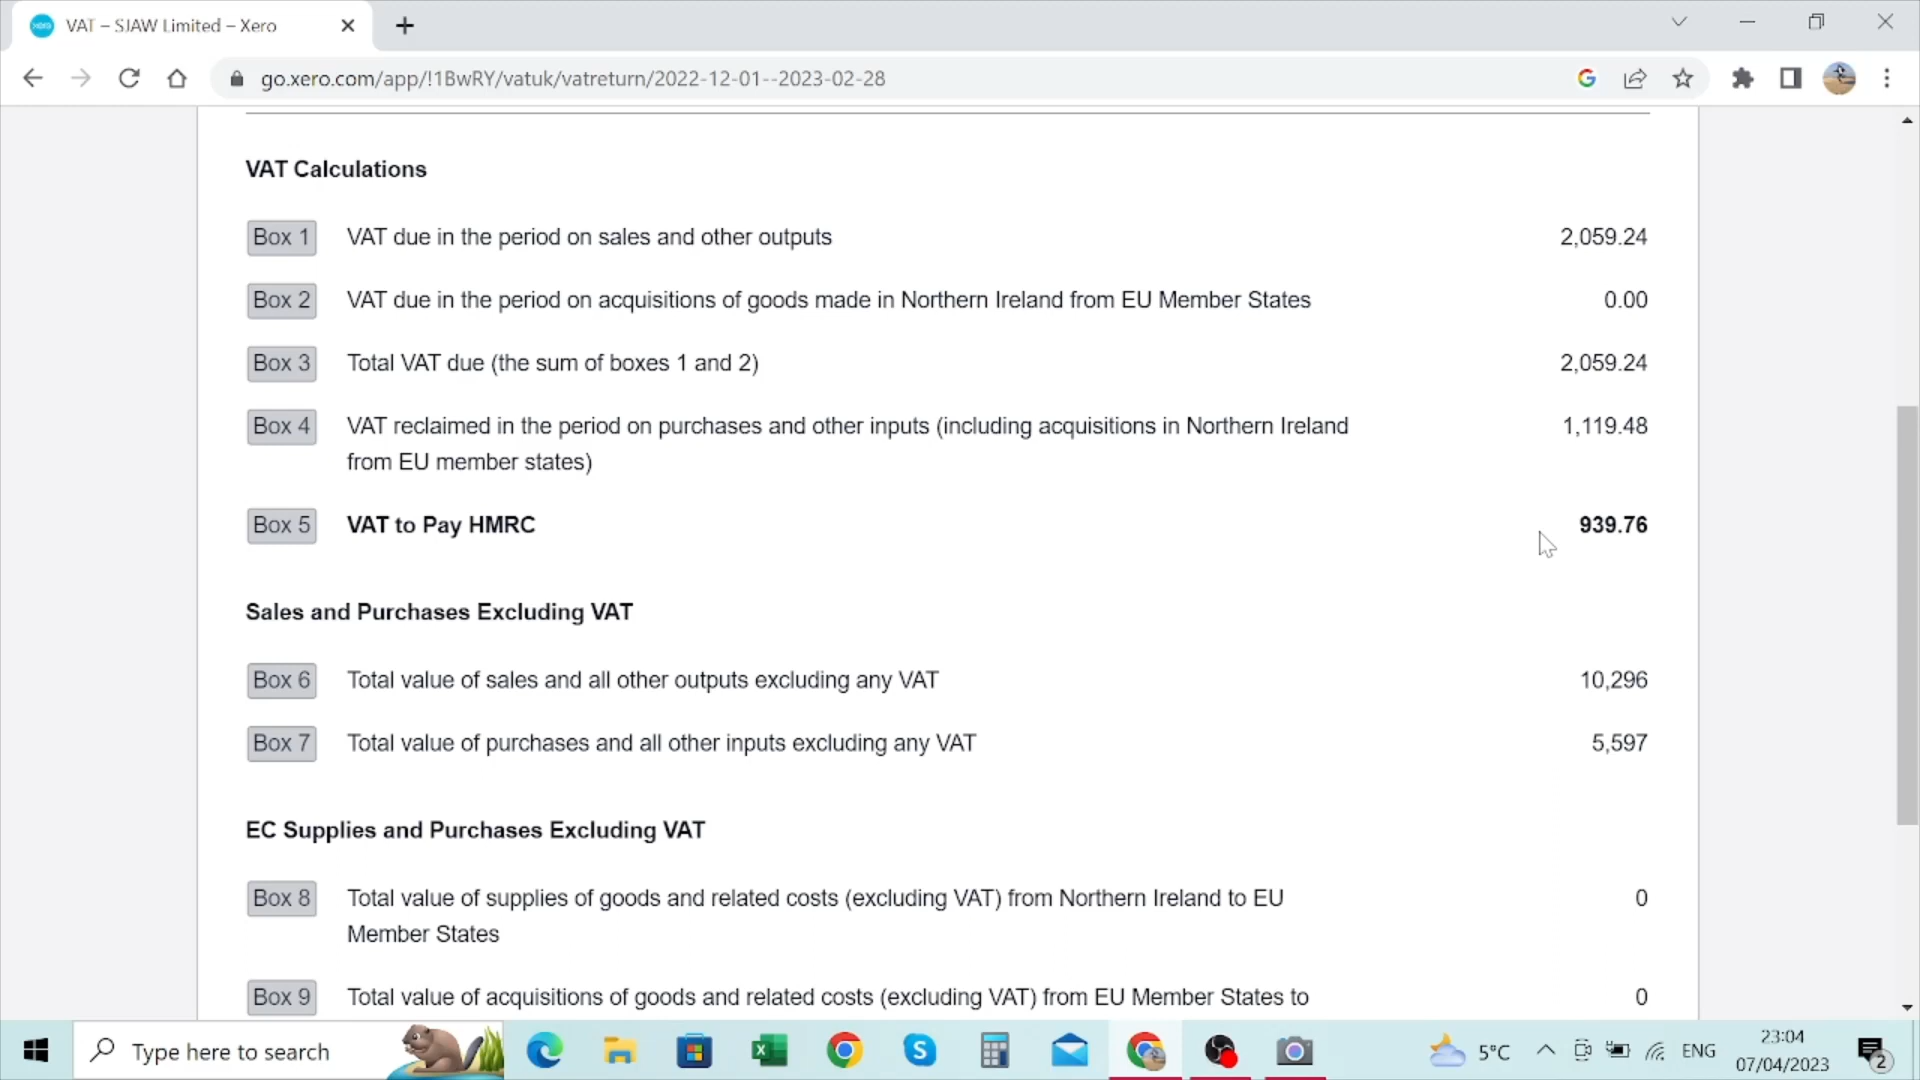 VAT – SJAW Limited – Xero
go.xero.com/app/!1BwRY/vatuk/vatreturn/2022-12-01--2023-02-28
VAT Calculations
Box 1 VAT due in the period on sales and other outputs 2,059.24
Box 2 VAT due in the period on acquisitions of goods made in Northern Ireland from EU Member States 0.00
Box 3 Total VAT due (the sum of boxes 1 and 2) 2,059.24
Box 4 VAT reclaimed in the period on purchases and other inputs (including acquisitions in Northern Ireland 1,119.48
from EU member states)
Box 5 VAT to Pay HMRC 939.76
Sales and Purchases Excluding VAT
Box 6 Total value of sales and all other outputs excluding any VAT 10,296
Box 7 Total value of purchases and all other inputs excluding any VAT 5,597
EC Supplies and Purchases Excluding VAT
Box 8 Total value of supplies of goods and related costs (excluding VAT) from Northern Ireland to EU 0
Member States
Box 9 Total value of acquisitions of goods and related costs (excluding VAT) from EU Member States to 0
Type here to search
5°C
ENG
23:04
07/04/2023
2